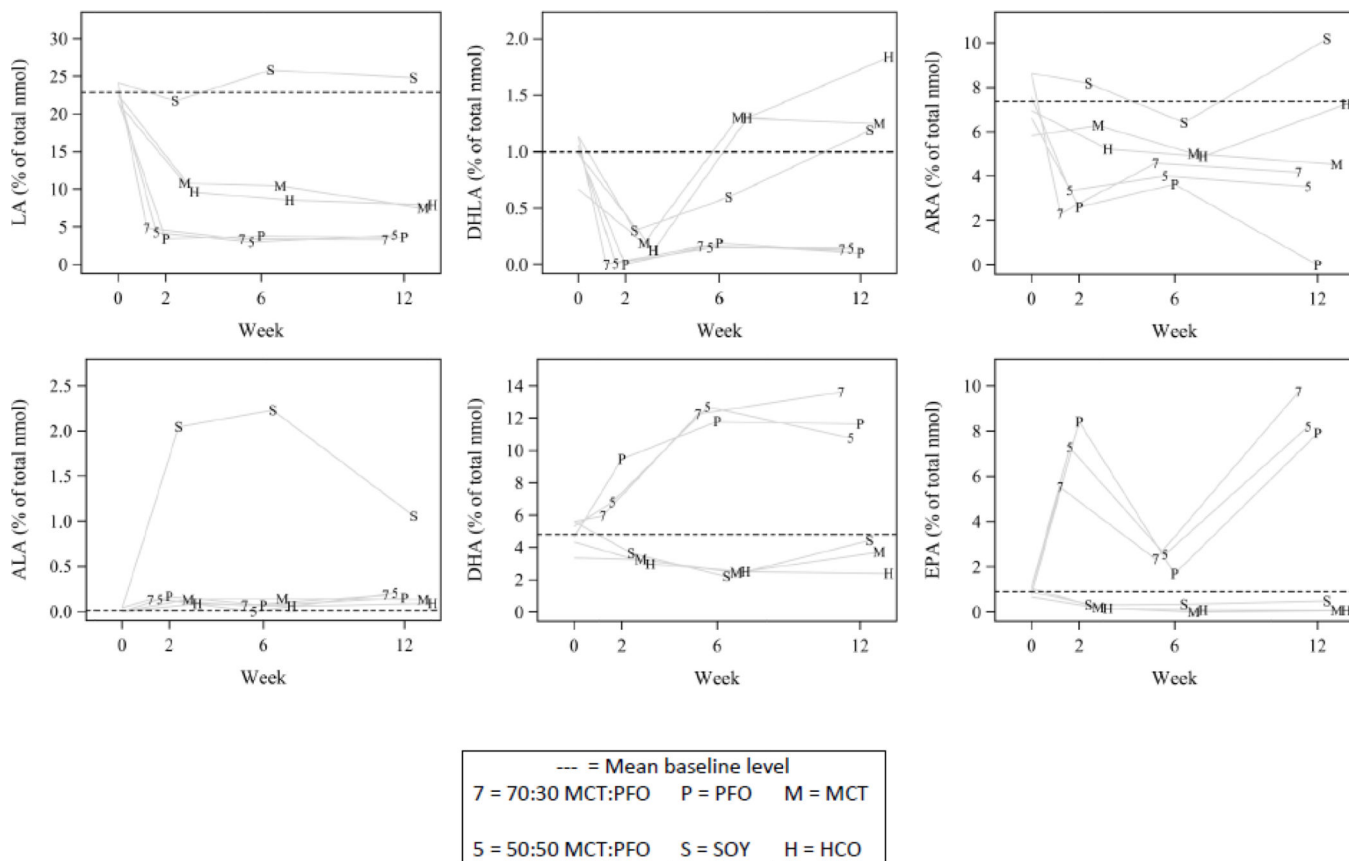 LA (% of total nmol)
30
25
20
15
10
5
0
S S S
M M M
H H H
7 5 P 7 5 P 7 5 P
0 2 6 12
Week
DHLA (% of total nmol)
2.0
1.5
1.0
0.5
0.0
H
M H M
S S S
M H
7 5 P 7 5 P 7 5 P
0 2 6 12
Week
ARA (% of total nmol)
10
8
6
4
2
0
S S S
M M M
H H H
7 7 7
5 5 5
P P P
0 2 6 12
Week
ALA (% of total nmol)
2.5
2.0
1.5
1.0
0.5
0.0
S S S
7 5 P M H 7 5 P M H 7 5 P M H
0 2 6 12
Week
DHA (% of total nmol)
14
12
10
8
6
4
2
0
7 7 7
5 5 5
P P P
S S S
M M M
H H H
0 2 6 12
Week
EPA (% of total nmol)
10
8
6
4
2
0
7 7 7
5 5 5
P P P
S M H S M H S M H
0 2 6 12
Week
--- = Mean baseline level
7 = 70:30 MCT:PFO P = PFO M = MCT
5 = 50:50 MCT:PFO S = SOY H = HCO